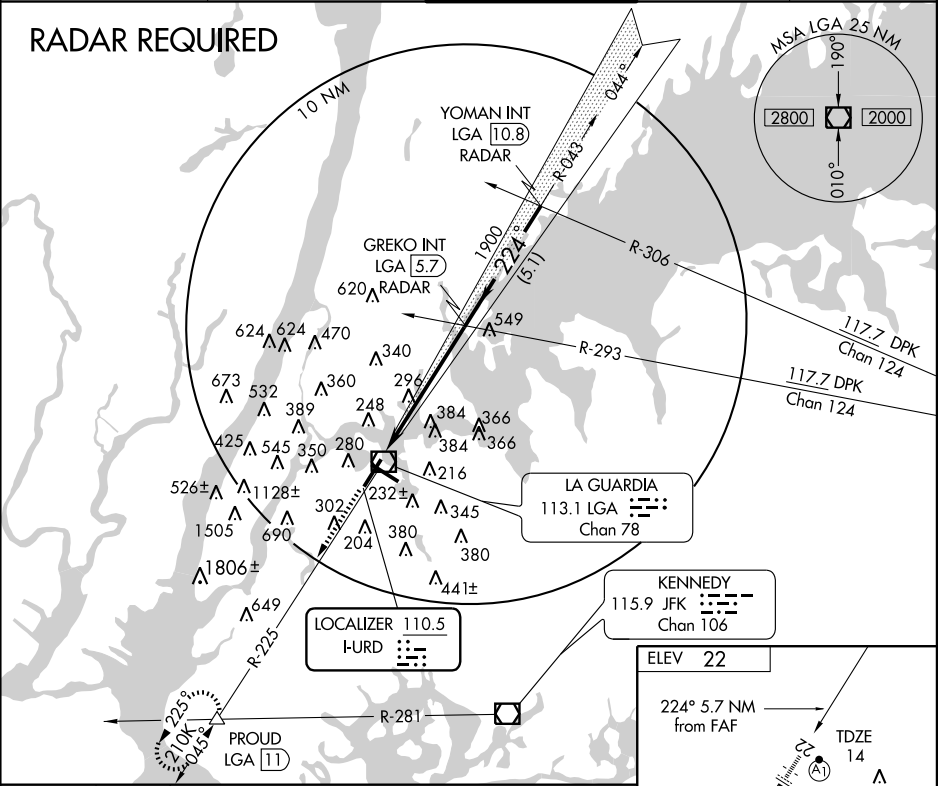 RADAR REQUIRED
MSA LGA 25 NM
190°
2800
2000
010°
10 NM
044°
YOMAN INT
LGA 10.8
RADAR
R-043
1900
224°
(5.1)
R-306
GREKO INT
LGA 5.7
RADAR
620
549
R-293
117.7 DPK
Chan 124
117.7 DPK
Chan 124
624
624
470
340
673
532
360
296
389
248
384
384
366
366
425
545
350
280
216
526±
1128±
232±
345
302
1505
690
204
380
380
LA GUARDIA
113.1 LGA
Chan 78
1806±
441±
649
KENNEDY
115.9 JFK
Chan 106
LOCALIZER 110.5
I-URD
R-225
R-281
225°
210K
045°
PROUD
LGA 11
ELEV 22
224° 5.7 NM
from FAF
TDZE
14
22
A1